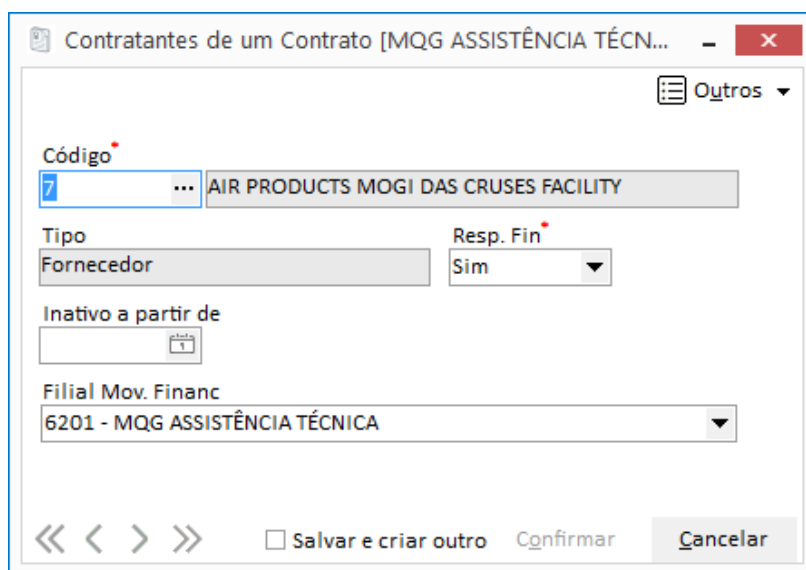 Contratantes de um Contrato [MQG ASSISTÊNCIA TÉCN...
Outros
Código*
7 ... AIR PRODUCTS MOGI DAS CRUSES FACILITY
Tipo Resp. Fin*
Fornecedor Sim
Inativo a partir de
Filial Mov. Financ
6201 - MQG ASSISTÊNCIA TÉCNICA
Salvar e criar outro Confirmar Cancelar